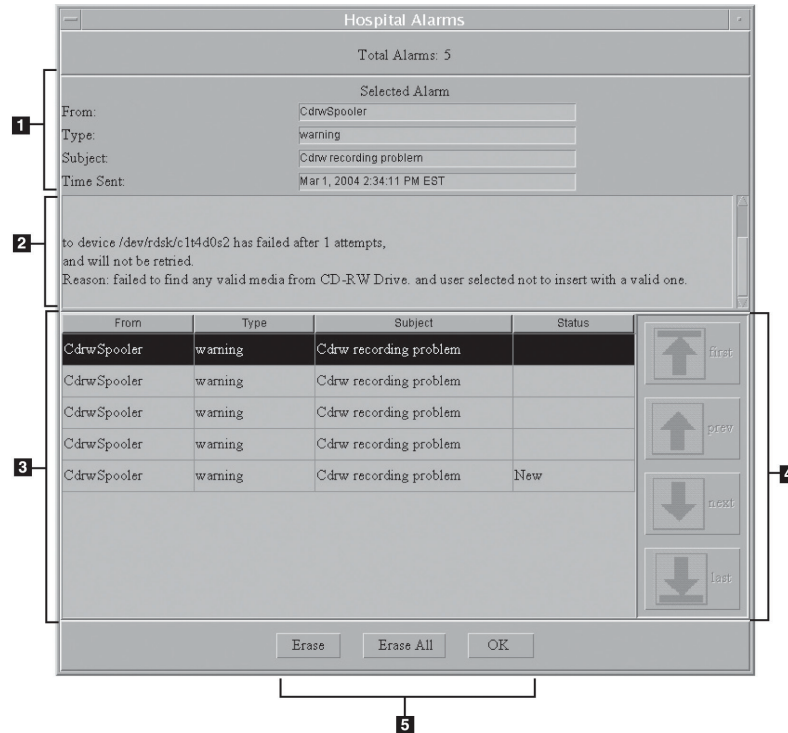 Hospital Alarms
Total Alarms: 5
Selected Alarm
From: CdrwSpooler
Type: warning
Subject: Cdrw recording problem
Time Sent: Mar 1, 2004 2:34:11 PM EST
to device /dev/rdsk/c1t4d0s2 has failed after 1 attempts,
and will not be retried.
Reason: failed to find any valid media from CD-RW Drive. and user selected not to insert with a valid one.
From Type Subject Status
CdrwSpooler warning Cdrw recording problem
CdrwSpooler warning Cdrw recording problem
CdrwSpooler warning Cdrw recording problem
CdrwSpooler warning Cdrw recording problem
CdrwSpooler warning Cdrw recording problem New
first
prev
next
last
Erase Erase All OK
1
2
3
4
5